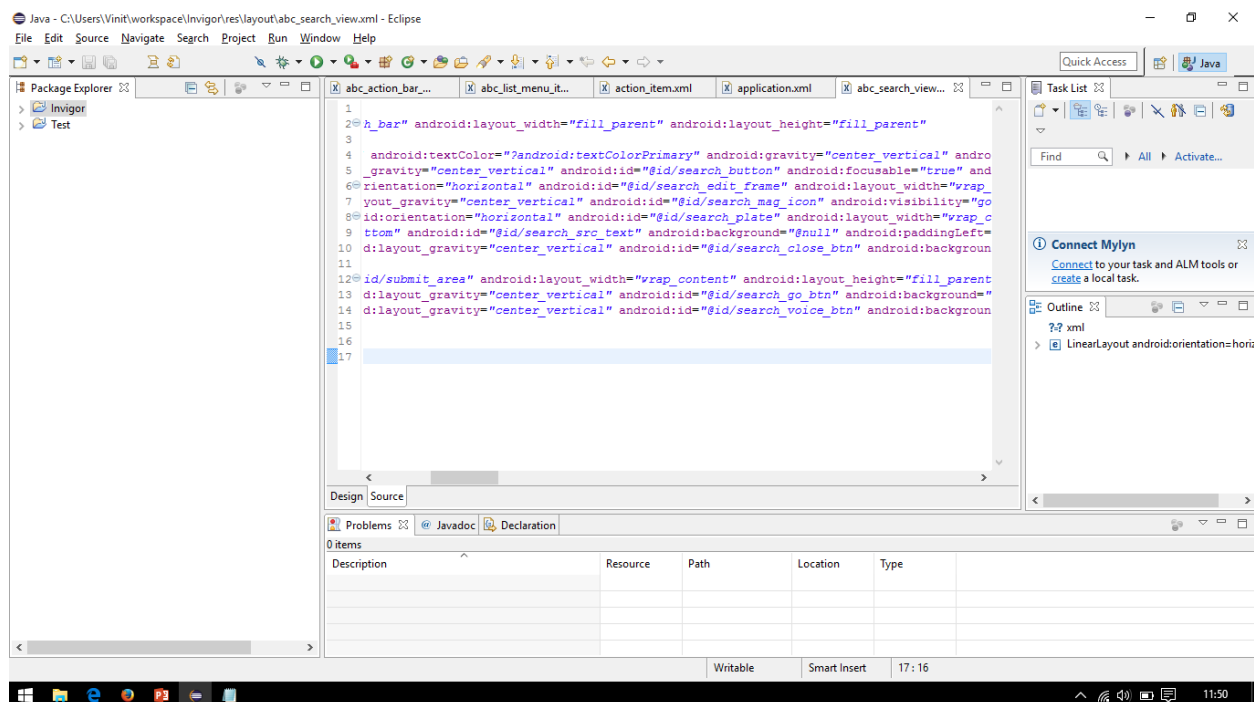 Java - C:\Users\Vinit\workspace\Invigor\res\layout\abc_search_view.xml - Eclipse
File Edit Source Navigate Search Project Run Window Help
Quick Access Java
Package Explorer
Invigor
Test
abc_action_bar_... abc_list_menu_it... action_item.xml application.xml abc_search_view...
1
2 h_bar" android:layout_width="fill_parent" android:layout_height="fill_parent"
3
4 android:textColor="?android:textColorPrimary" android:gravity="center_vertical" andro
5 _gravity="center_vertical" android:id="@id/search_button" android:focusable="true" and
6 rientation="horizontal" android:id="@id/search_edit_frame" android:layout_width="wrap_
7 yout_gravity="center_vertical" android:id="@id/search_mag_icon" android:visibility="go
8 id:orientation="horizontal" android:id="@id/search_plate" android:layout_width="wrap_c
9 ttom" android:id="@id/search_src_text" android:background="@null" android:paddingLeft=
10 d:layout_gravity="center_vertical" android:id="@id/search_close_btn" android:backgroun
11
12 id/submit_area" android:layout_width="wrap_content" android:layout_height="fill_parent
13 d:layout_gravity="center_vertical" android:id="@id/search_go_btn" android:background="
14 d:layout_gravity="center_vertical" android:id="@id/search_voice_btn" android:backgroun
15
16
17
Design Source
Task List
Find All Activate...
Connect Mylyn
Connect to your task and ALM tools or
create a local task.
Outline
?=? xml
e LinearLayout android:orientation=horiz
Problems @ Javadoc Declaration
0 items
Description Resource Path Location Type
Writable Smart Insert 17 : 16
11:50